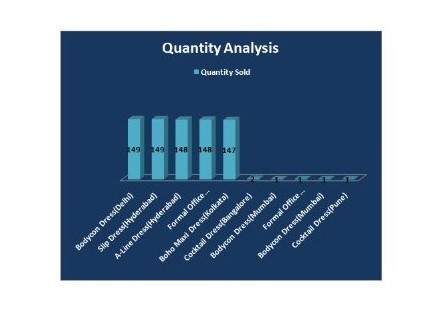 Quantity Analysis
Quantity Sold
149 149 148 148 147
Bodycon Dress(Delhi)
Slip Dress(Hyderabad)
A-Line Dress(Hyderabad)
Formal Office...
Boho Maxi Dress(Kolkata)
Cocktail Dress(Bangalore)
Bodycon Dress(Mumbai)
Formal Office...
Bodycon Dress(Mumbai)
Cocktail Dress(Pune)